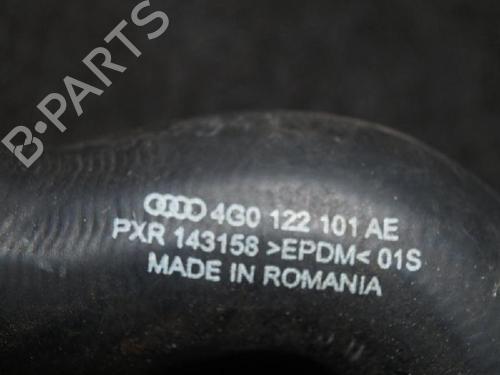 B-PARTS
4G0 122 101 AE
PXR 143158 >EPDM< 01S
MADE IN ROMANIA